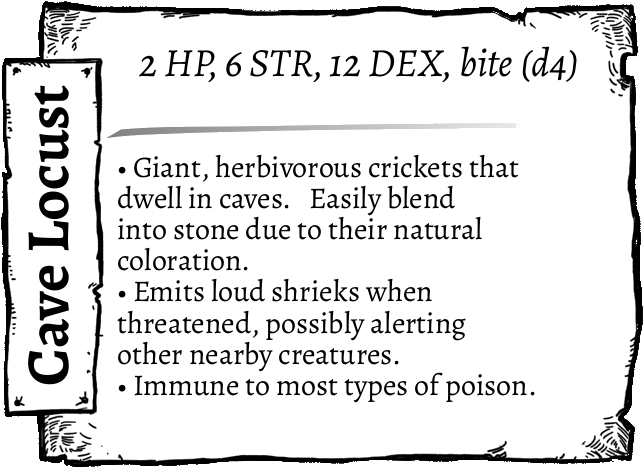 Cave Locust
2 HP, 6 STR, 12 DEX, bite (d4)
• Giant, herbivorous crickets that
dwell in caves.   Easily blend
into stone due to their natural
coloration.
• Emits loud shrieks when
threatened, possibly alerting
other nearby creatures.
• Immune to most types of poison.